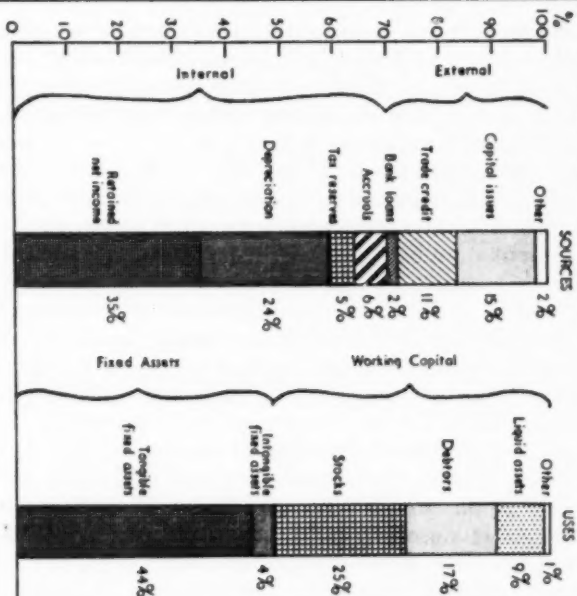 %
100
90
80
70
60
50
40
30
20
10
0
External
Internal
SOURCES
Other
2%
Capital issues
15%
Trade credit
11%
Bank loans
2%
Accruals
6%
Tax reserves
5%
Depreciation
24%
Retained
net income
35%
Working Capital
Fixed Assets
USES
Other
1%
Liquid assets
9%
Debtors
17%
Stocks
25%
Intangible
fixed assets
4%
Tangible
fixed assets
44%